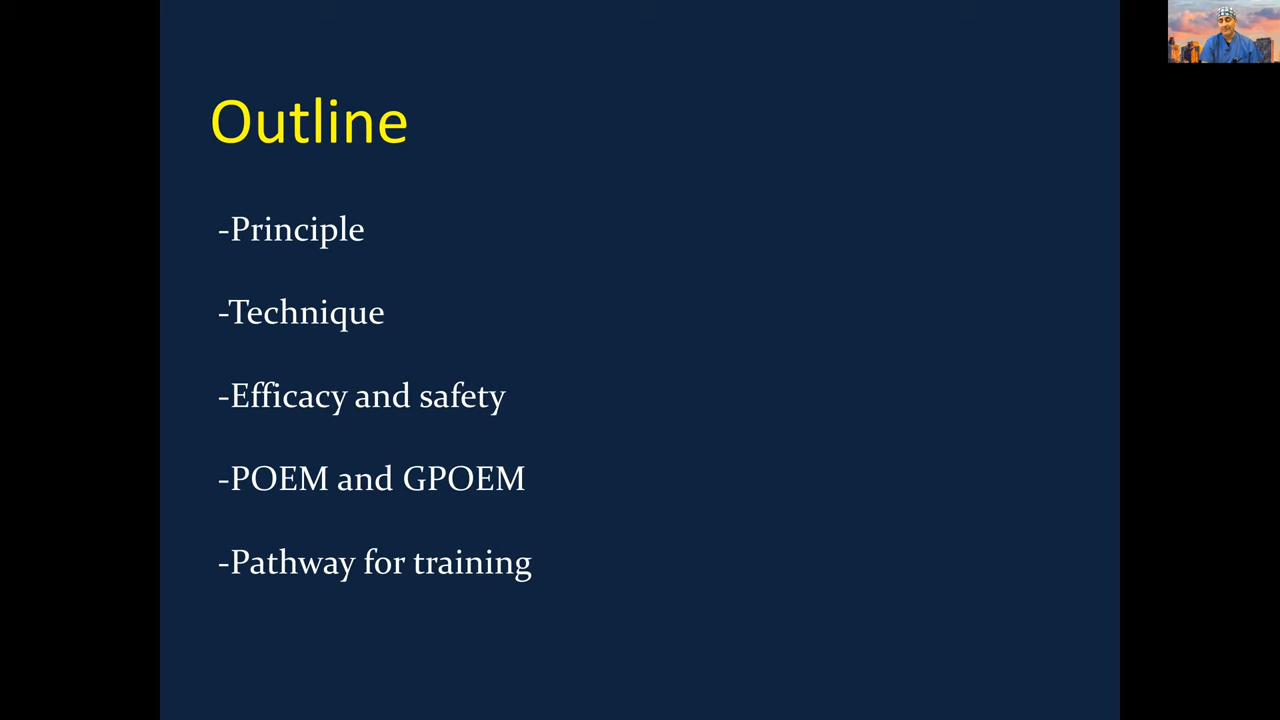 Outline
-Principle
-Technique
-Efficacy and safety
-POEM and GPOEM
-Pathway for training